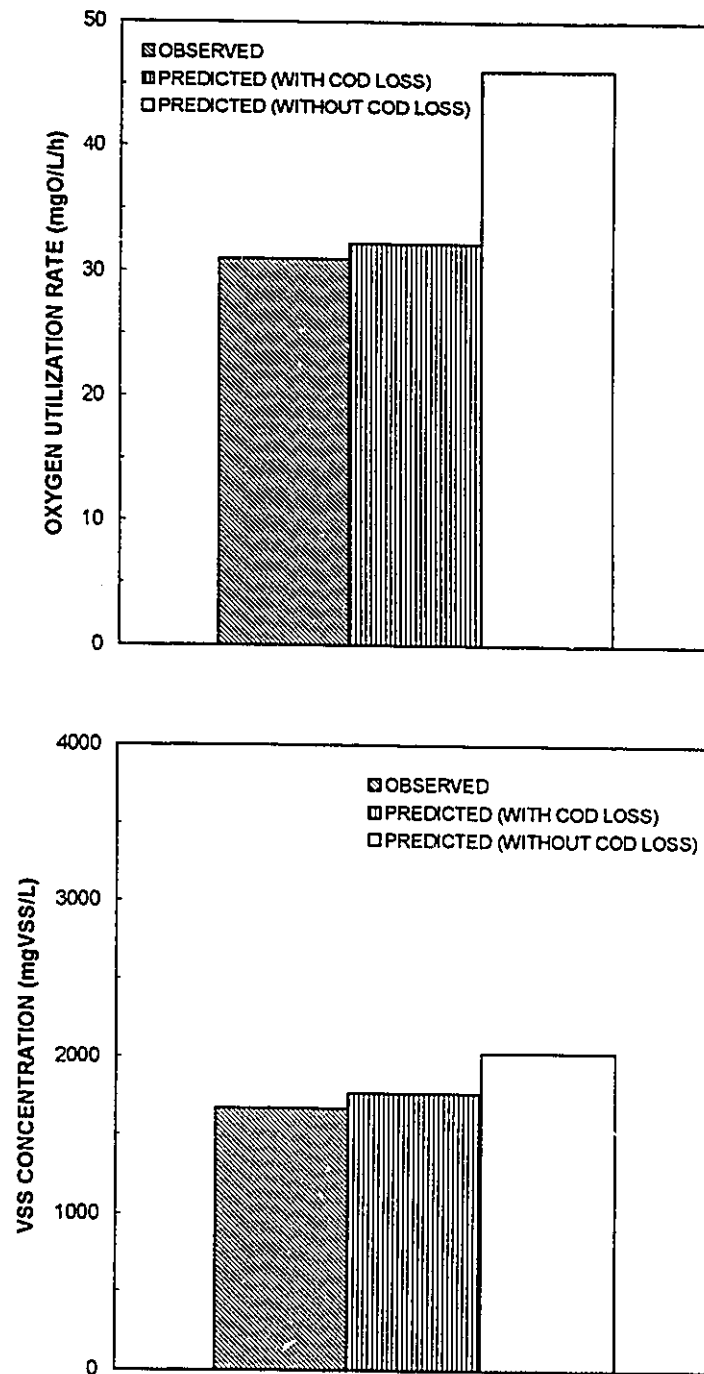 50
OBSERVED
PREDICTED (WITH COD LOSS)
PREDICTED (WITHOUT COD LOSS)
40
30
20
10
0
OXYGEN UTILIZATION RATE (mgO/L/h)
4000
OBSERVED
PREDICTED (WITH COD LOSS)
PREDICTED (WITHOUT COD LOSS)
3000
2000
1000
0
VSS CONCENTRATION (mgVSS/L)